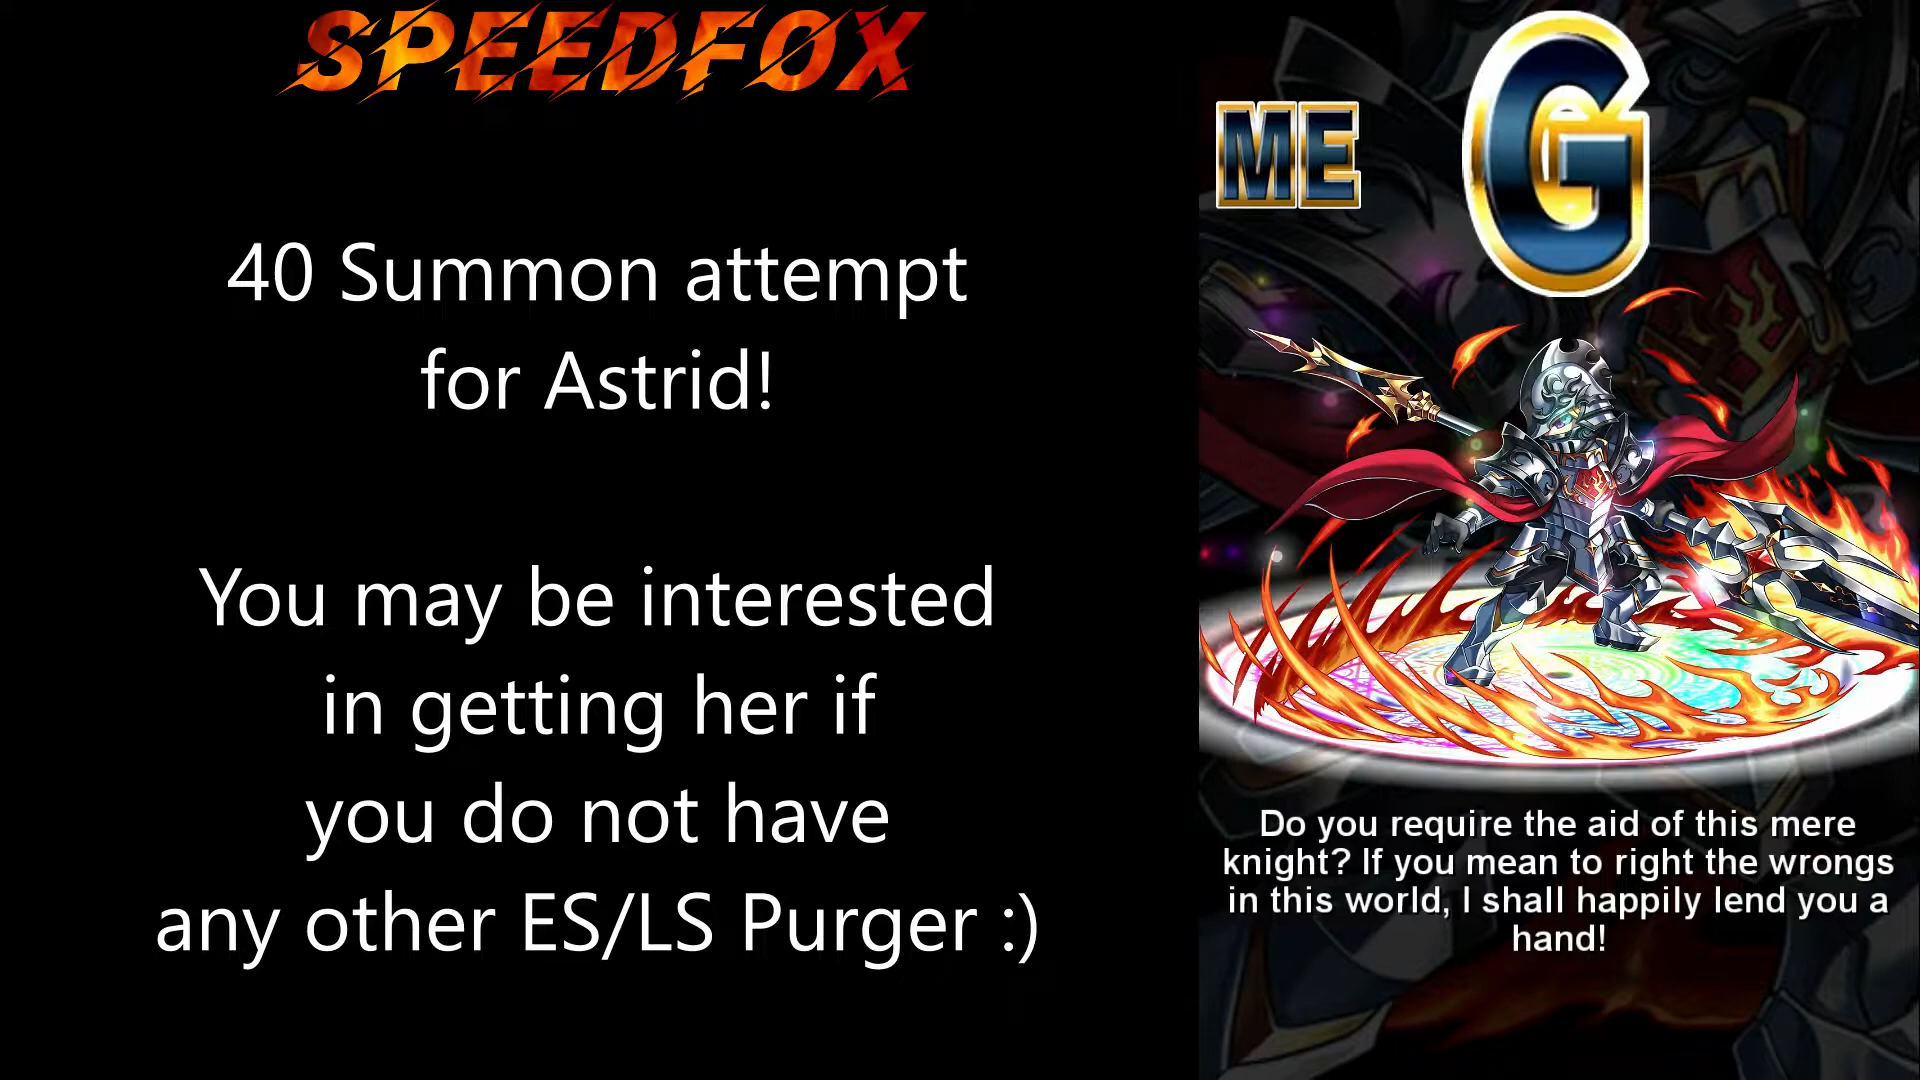 SPEEDFOX
40 Summon attempt
for Astrid!
You may be interested
in getting her if
you do not have
any other ES/LS Purger :)
ME G
Do you require the aid of this mere
knight? If you mean to right the wrongs
in this world, I shall happily lend you a
hand!